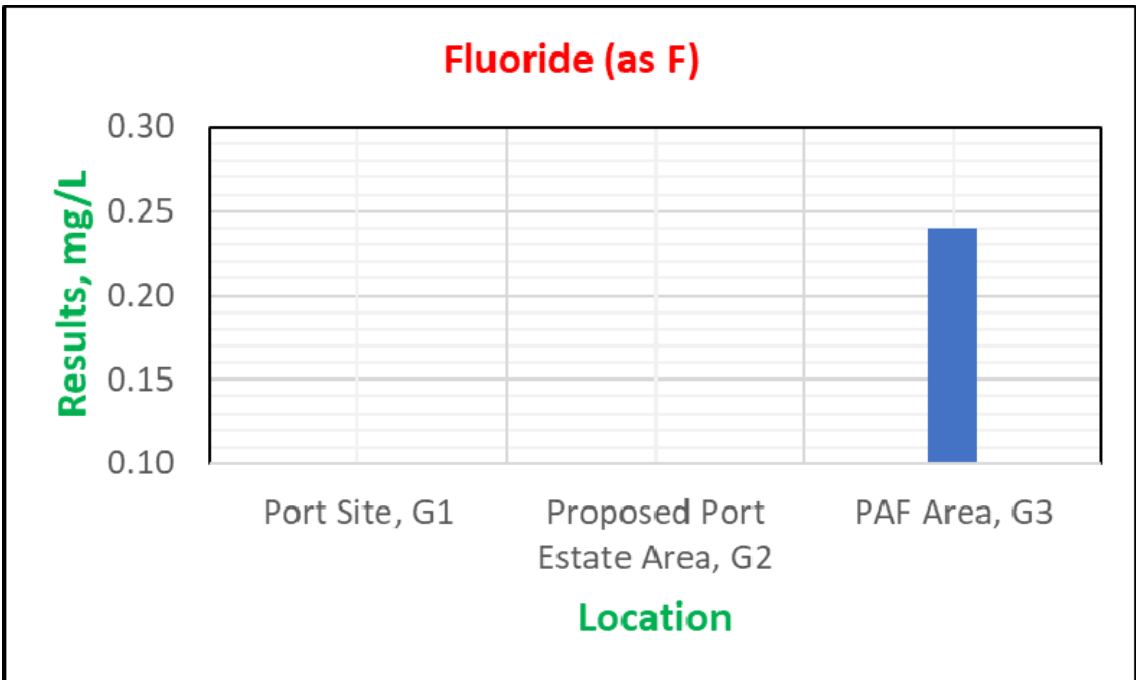 Fluoride (as F)
Results, mg/L
0.30
0.25
0.20
0.15
0.10
Port Site, G1
Proposed Port
Estate Area, G2
PAF Area, G3
Location